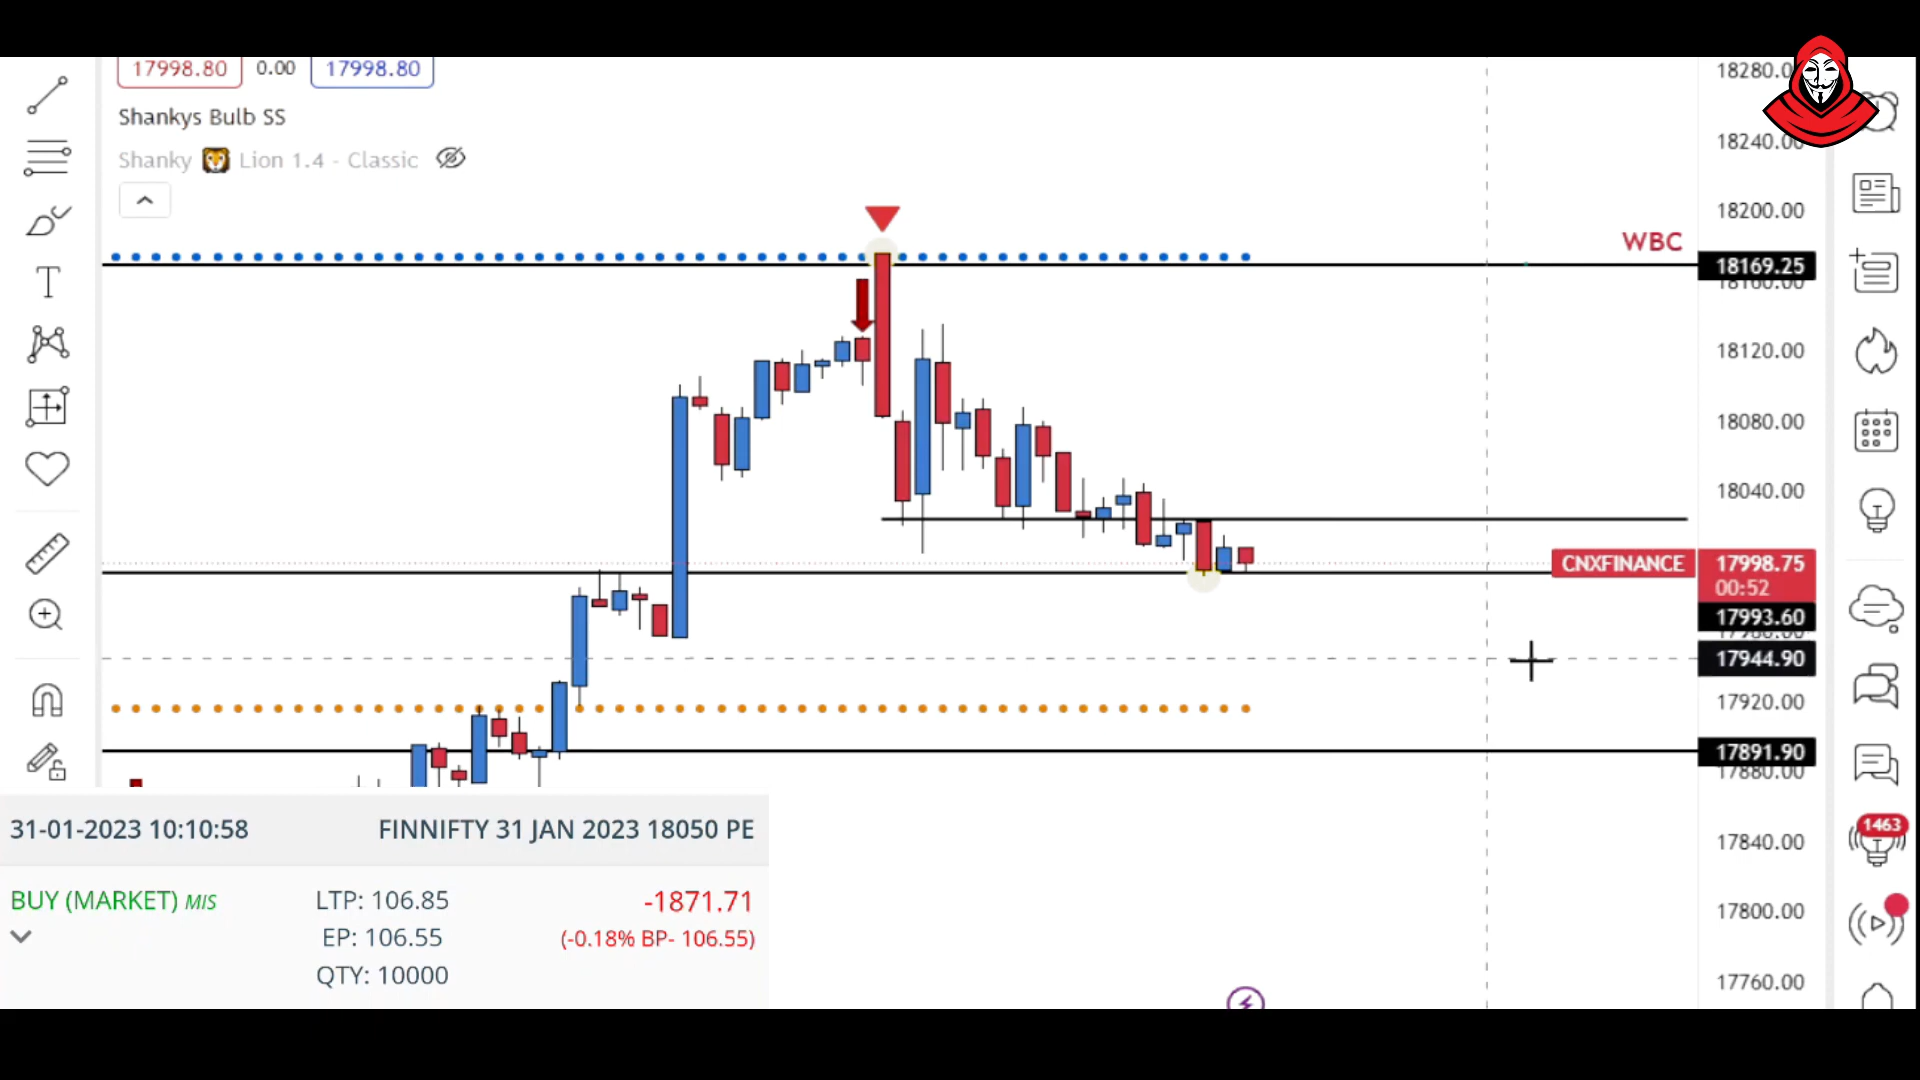 17998.80 0.00 17998.80
Shankys Bulb SS
Shanky 🦁 Lion 1.4 - Classic
WBC
18280.0
18240.00
18200.00
18169.25
18160.00
18120.00
18080.00
18040.00
CNXFINANCE 17998.75
00:52
17993.60
17944.90
17920.00
17891.90
17880.00
17840.00
17800.00
17760.00
1463
31-01-2023 10:10:58 FINNIFTY 31 JAN 2023 18050 PE
BUY (MARKET) MIS LTP: 106.85 -1871.71
EP: 106.55 (-0.18% BP- 106.55)
QTY: 10000